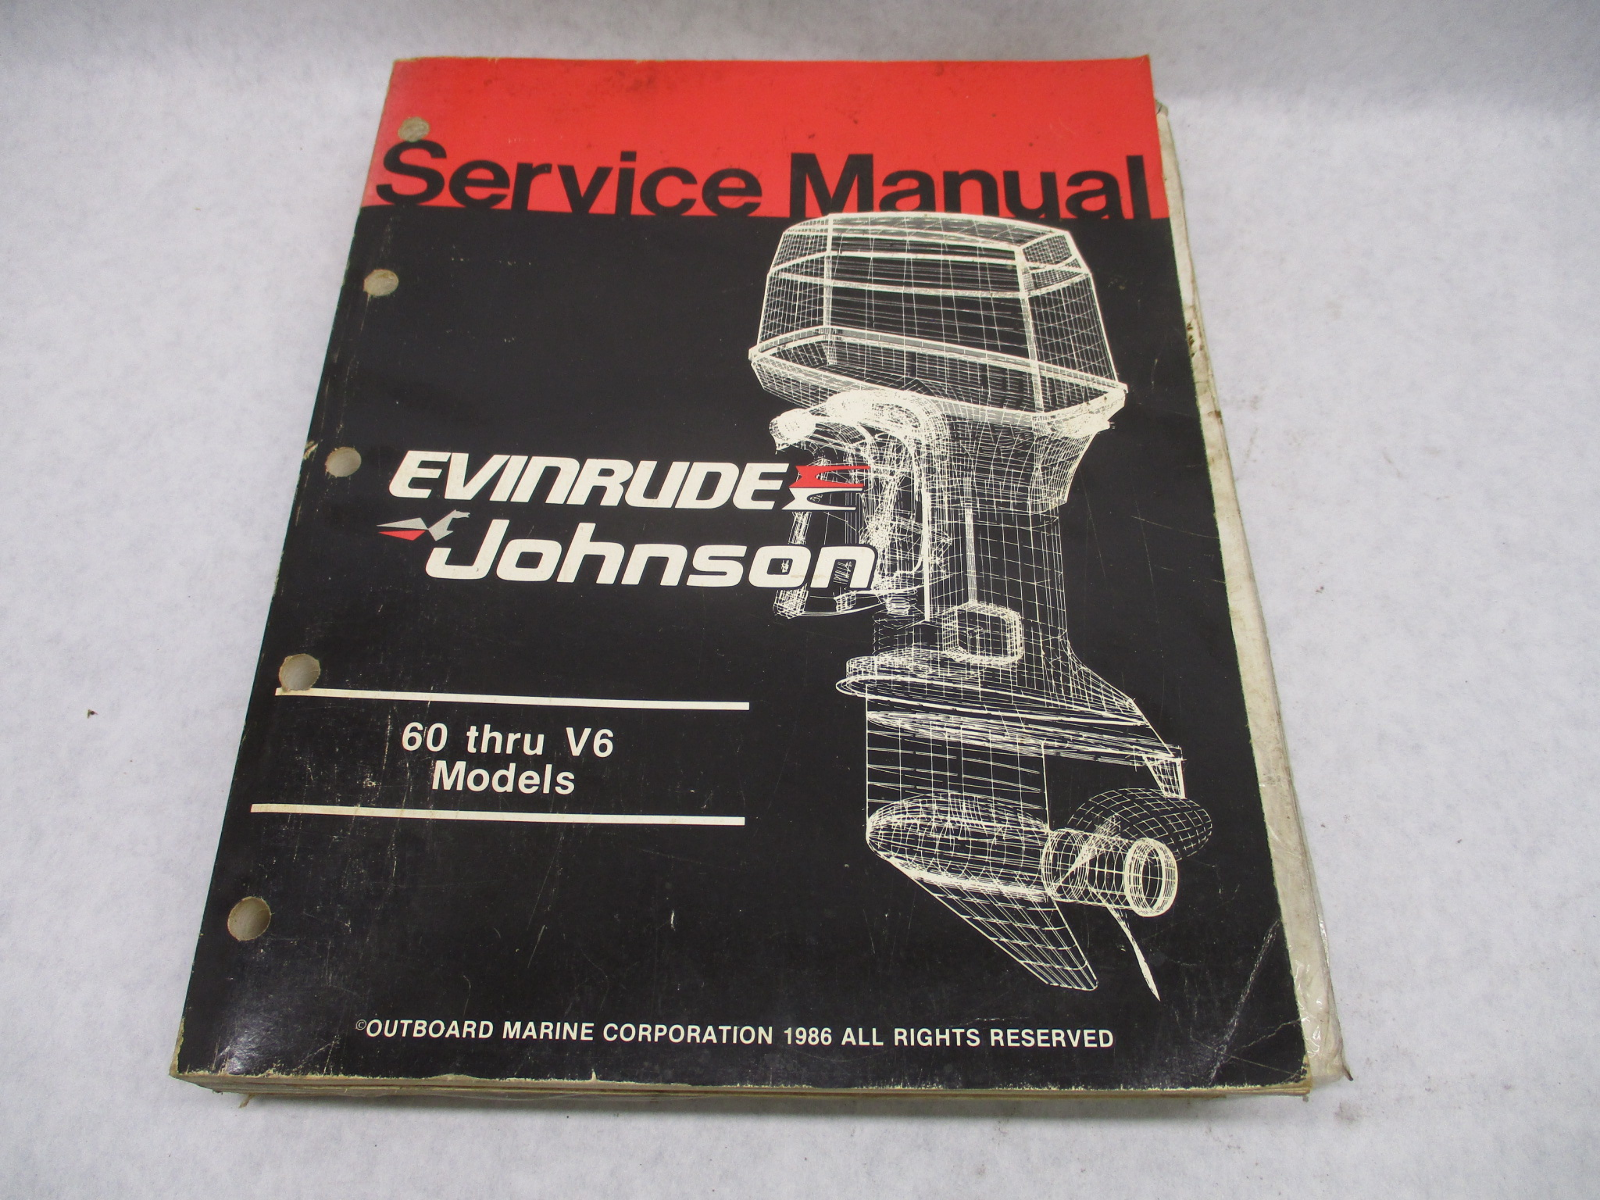 Service Manual
EVINRUDE
Johnson
60 thru V6
Models
©OUTBOARD MARINE CORPORATION 1986 ALL RIGHTS RESERVED